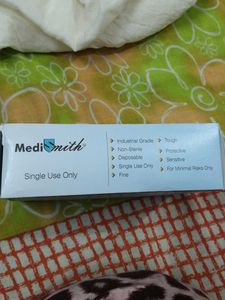 MediSmith®
Single Use Only
Industrial Grade
Non-Sterile
Disposable
Single Use Only
Fine
Tough
Protective
Sensitive
For Minimal Risks Only